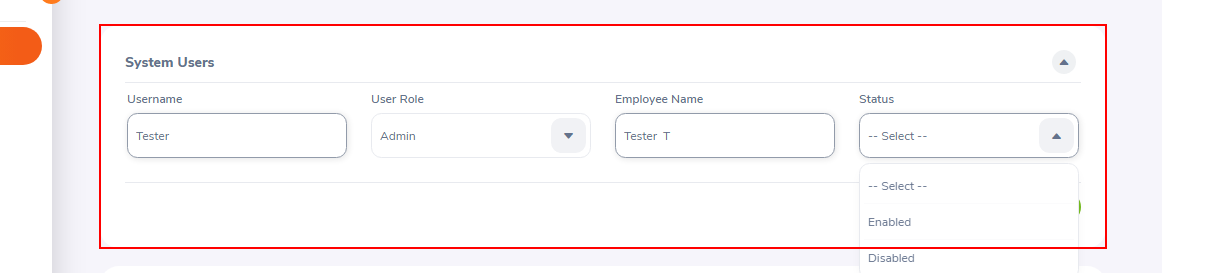 System Users
Username
User Role
Employee Name
Status
Tester
Admin
Tester  T
-- Select --
-- Select --
Enabled
Disabled